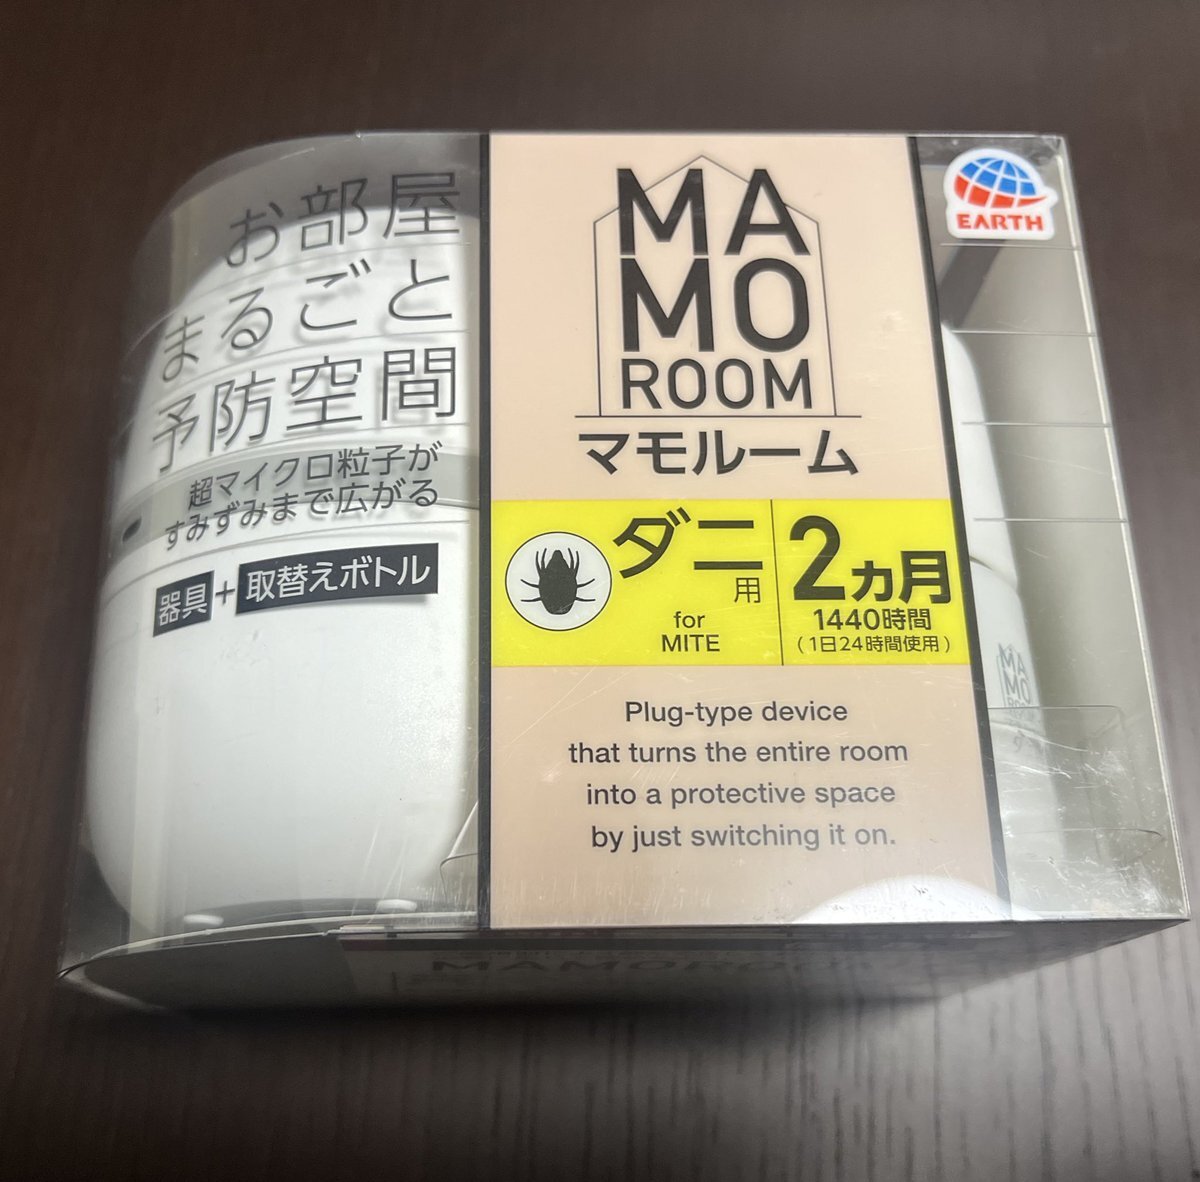 お部屋
まるごと
予防空間
超マイクロ粒子が
すみずみまで広がる
器具+取替えボトル
MA
MO
ROOM
マモルーム
ダニ
用
for
MITE
2ヵ月
1440時間
(1日24時間使用)
Plug-type device
that turns the entire room
into a protective space
by just switching it on.
EARTH
MA
MO
ROOM
MAMOROOM